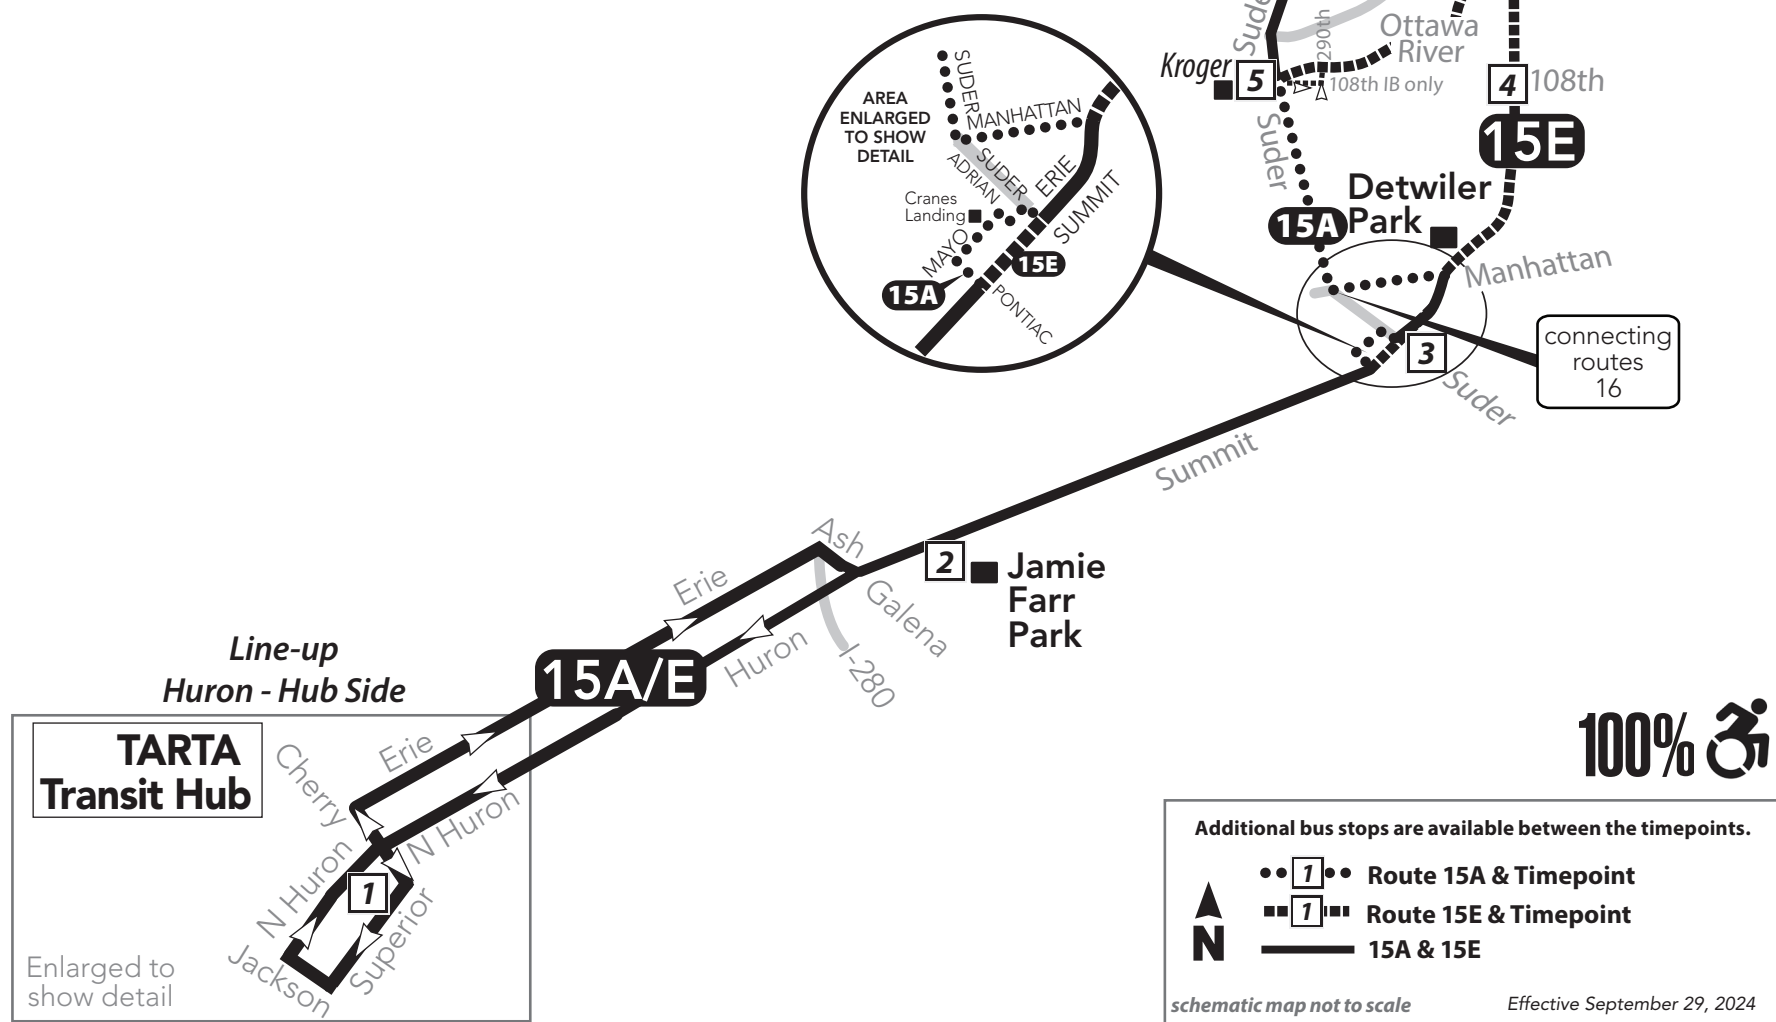 Sude
290th
Ottawa
River
Kroger
5
108th IB only
4
108th
15E
Suder
Detwiler
Park
15A
Manhattan
connecting
routes
16
3
Suder
AREA
ENLARGED
TO SHOW
DETAIL
SUDER
MANHATTAN
SUDER
ADRIAN
ERIE
SUMMIT
Cranes
Landing
MAYO
15E
15A
PONTIAC
Summit
Ash
2
Jamie
Farr
Park
Erie
Galena
Huron
I-280
15A/E
Line-up
Huron - Hub Side
TARTA
Transit Hub
Cherry
Erie
N Huron
N Huron
1
Superior
Jackson
Enlarged to
show detail
100%
Additional bus stops are available between the timepoints.
1 Route 15A & Timepoint
1 Route 15E & Timepoint
15A & 15E
N
schematic map not to scale
Effective September 29, 2024